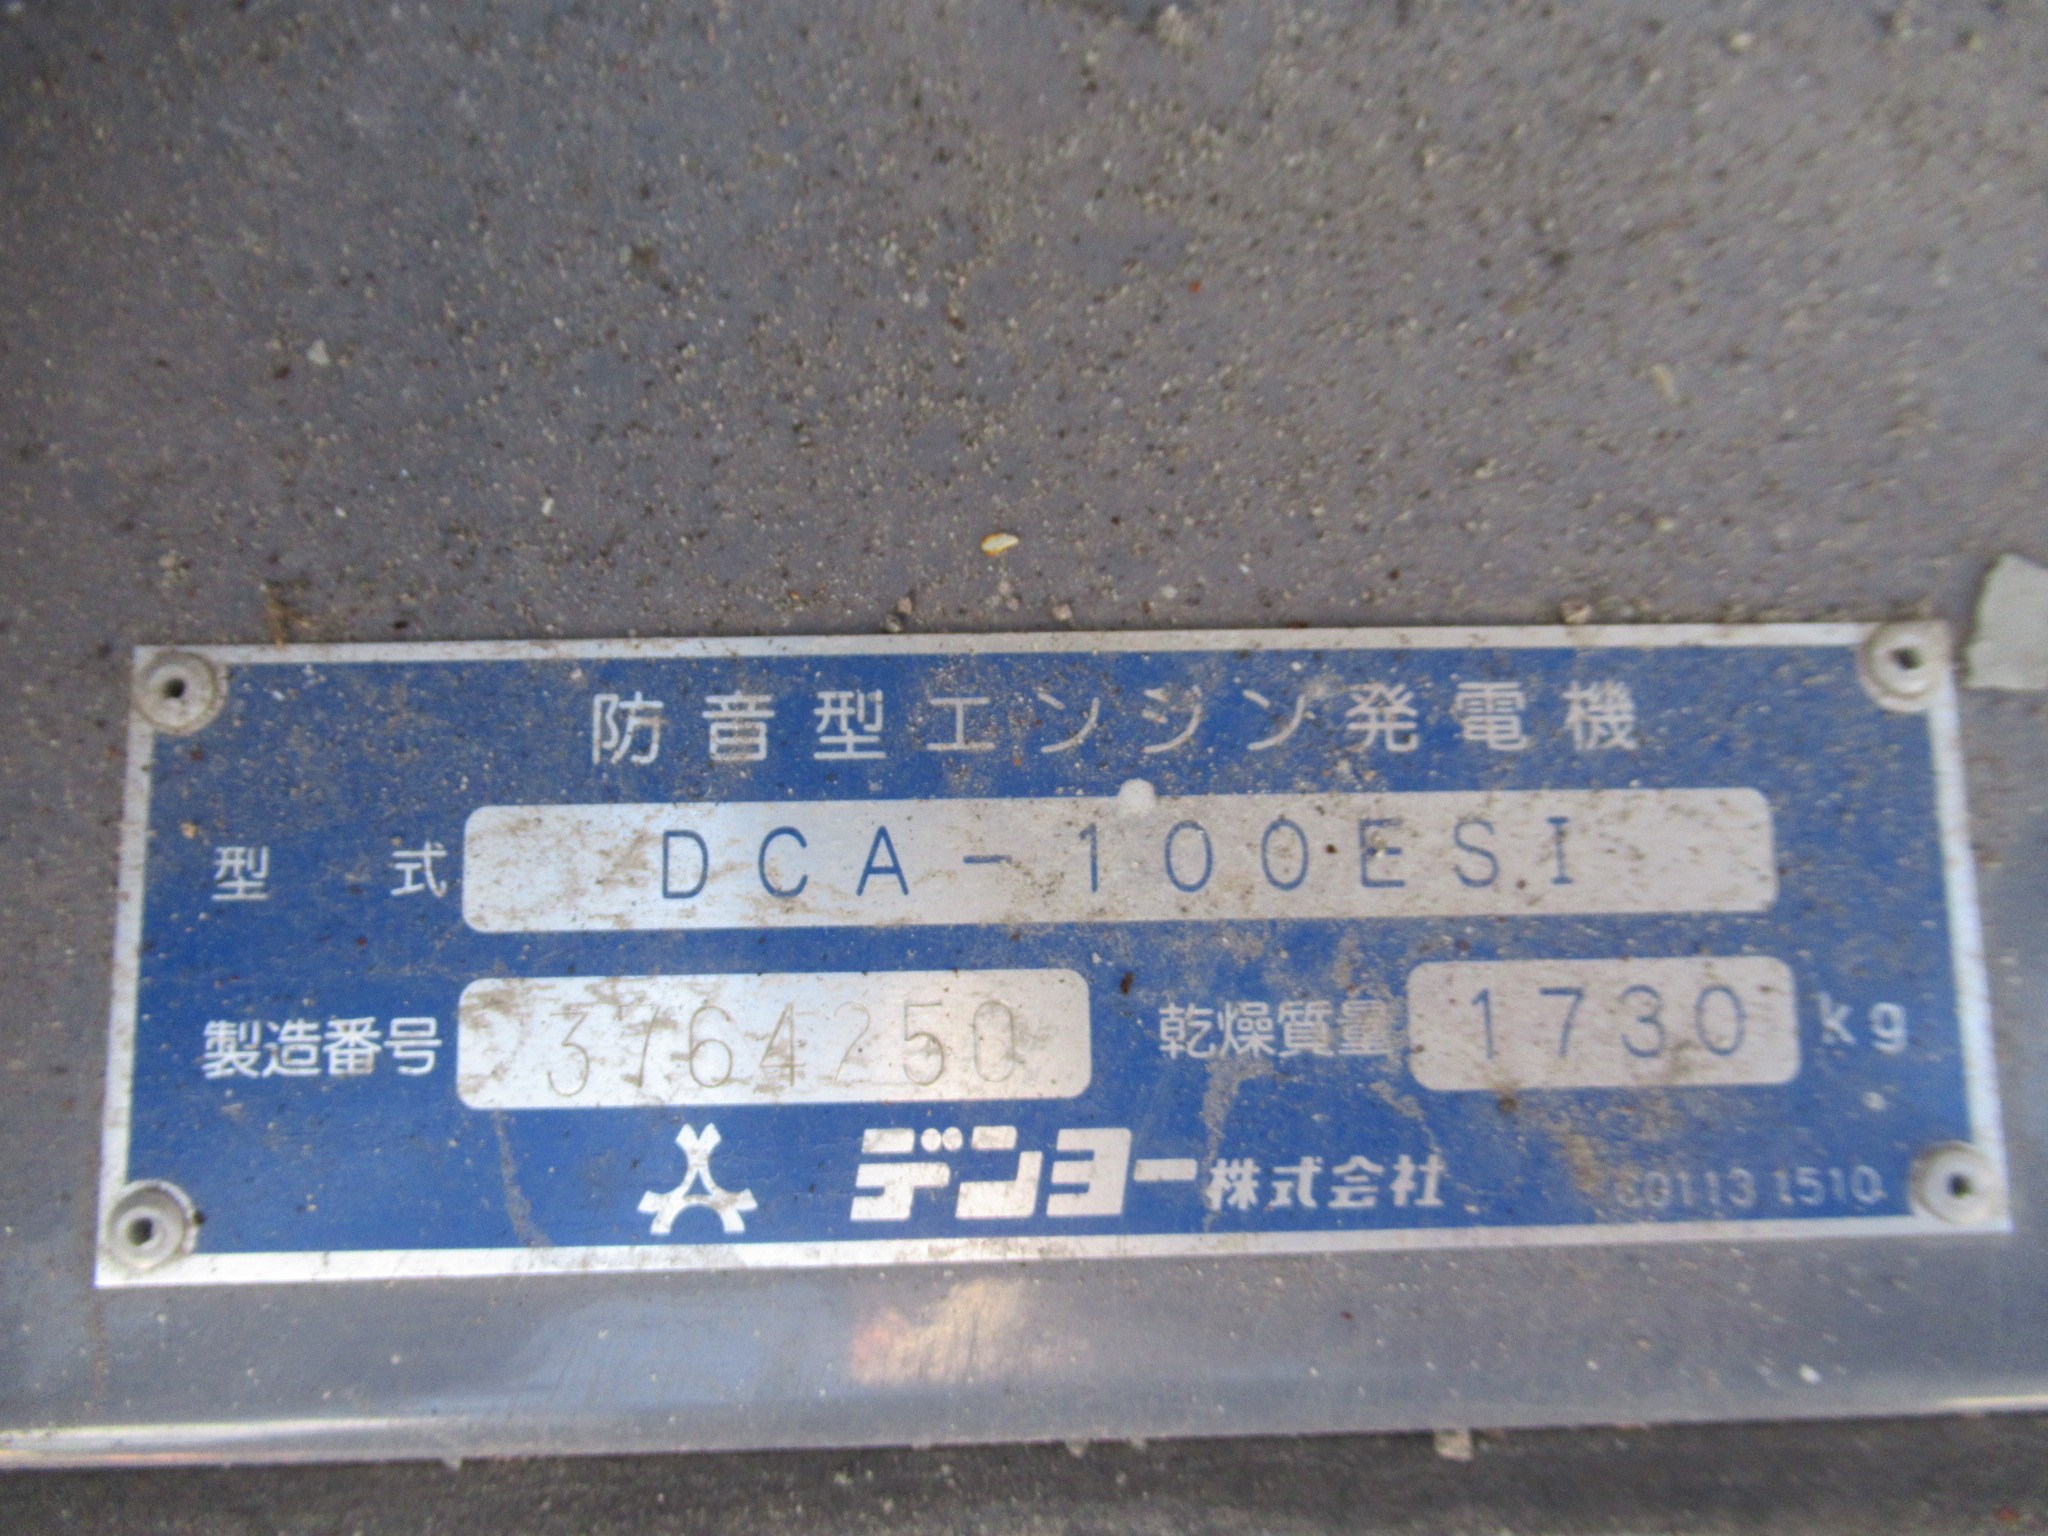 防音型エンジン発電機
型式 DCA-100ESI
製造番号 3764250 乾燥質量 1730 kg
デンヨー株式会社 1510